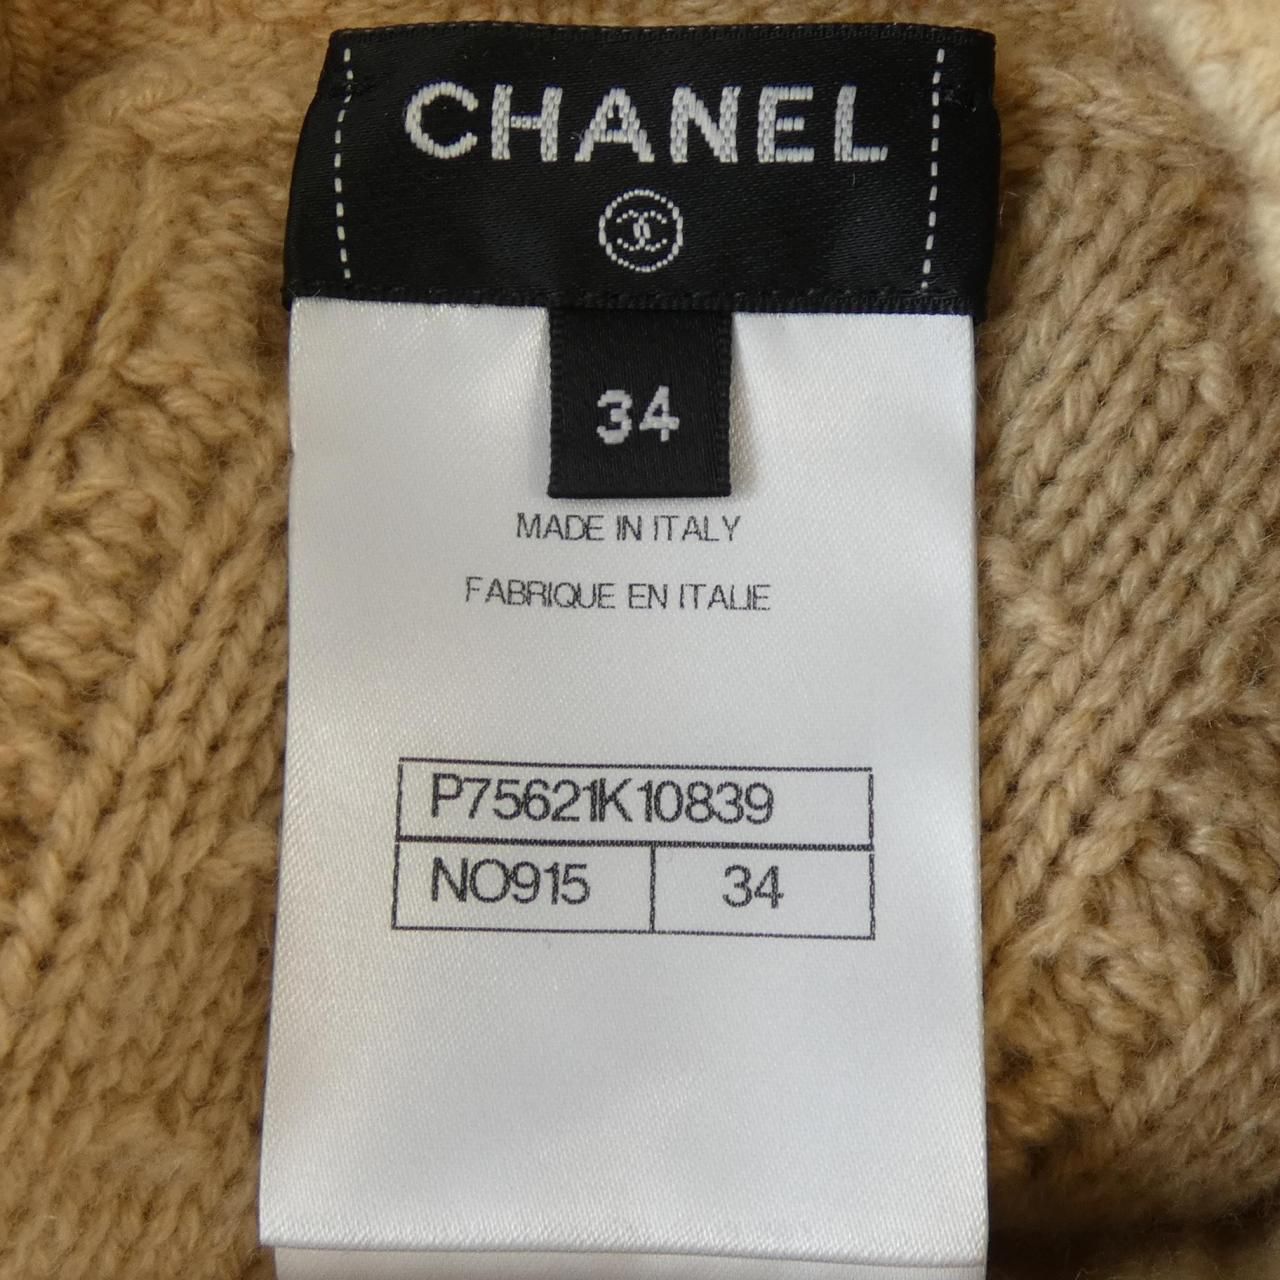 CHANEL
34
MADE IN ITALY
FABRIQUE EN ITALIE
P75621K10839
NO915 34